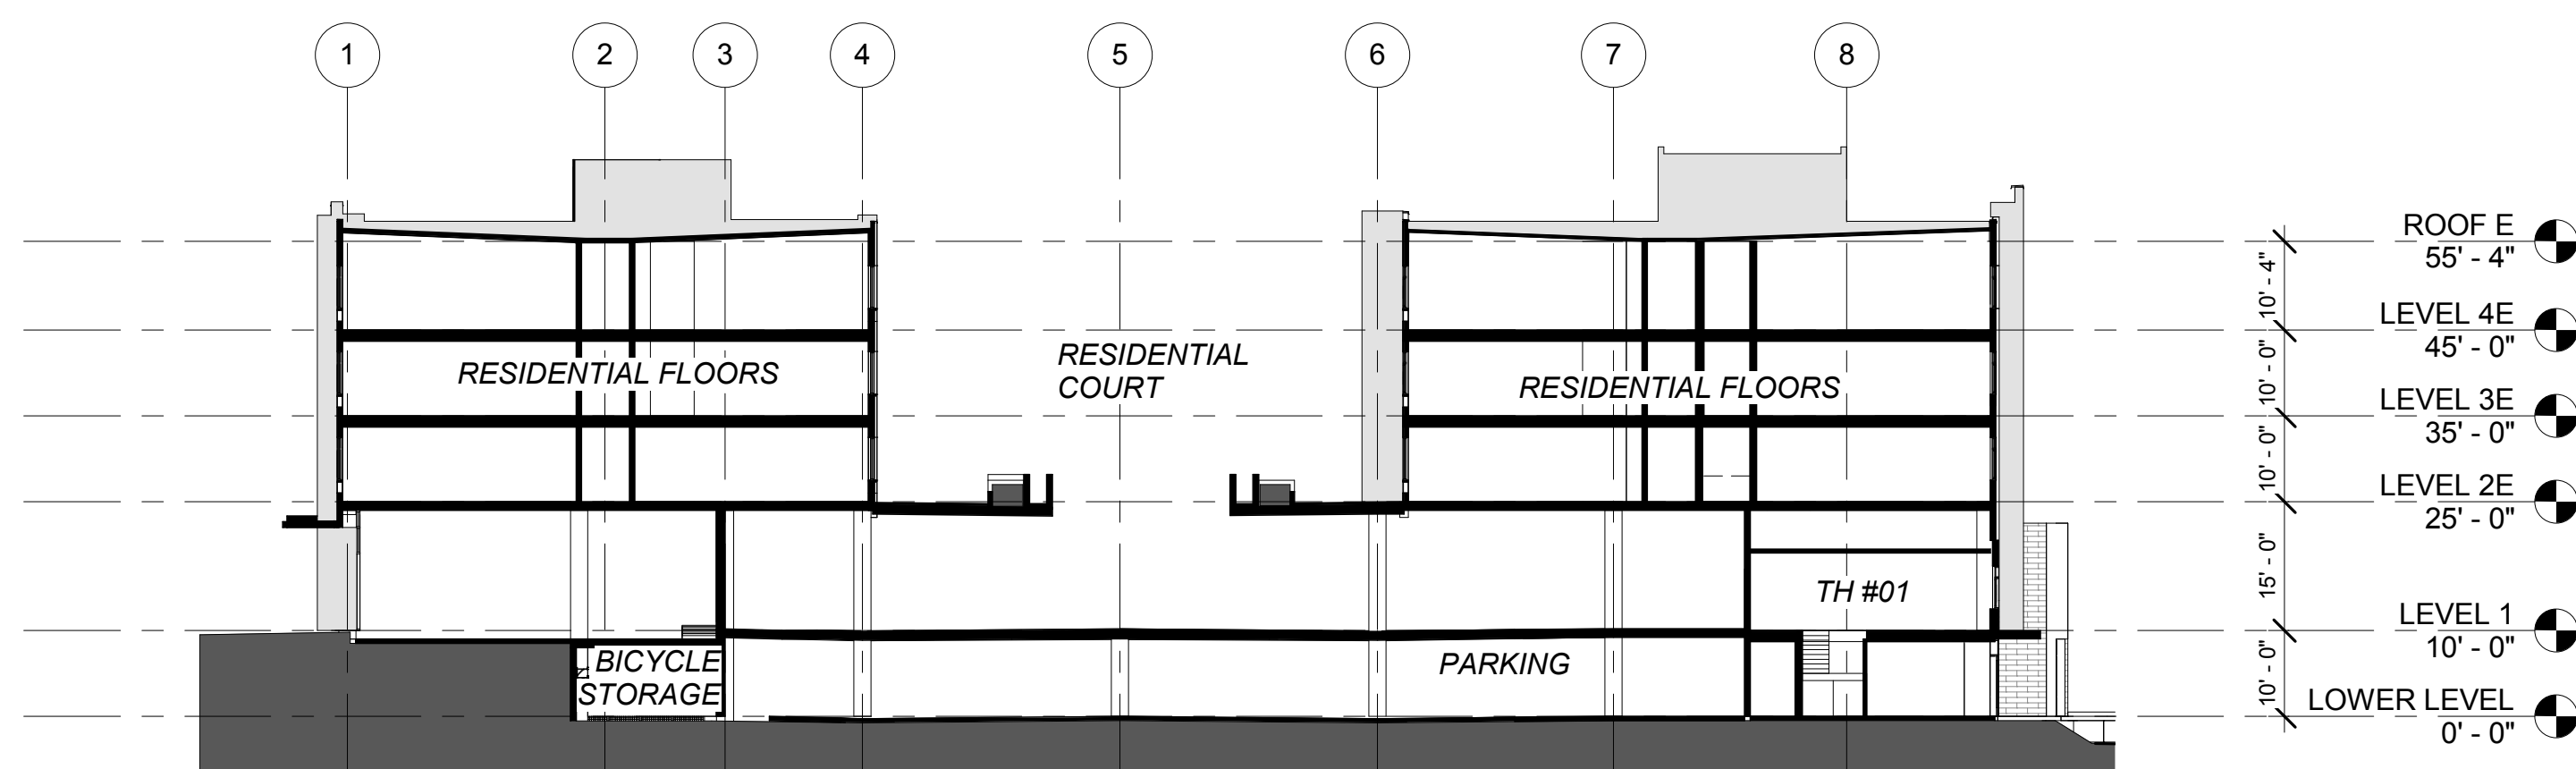 1 2 3 4 5 6 7 8
ROOF E
55' - 4"
10' - 4"
LEVEL 4E
45' - 0"
RESIDENTIAL FLOORS
RESIDENTIAL
COURT
RESIDENTIAL FLOORS
10' - 0"
LEVEL 3E
35' - 0"
10' - 0"
LEVEL 2E
25' - 0"
15' - 0"
TH #01
LEVEL 1
10' - 0"
BICYCLE
STORAGE
PARKING
10' - 0"
LOWER LEVEL
0' - 0"